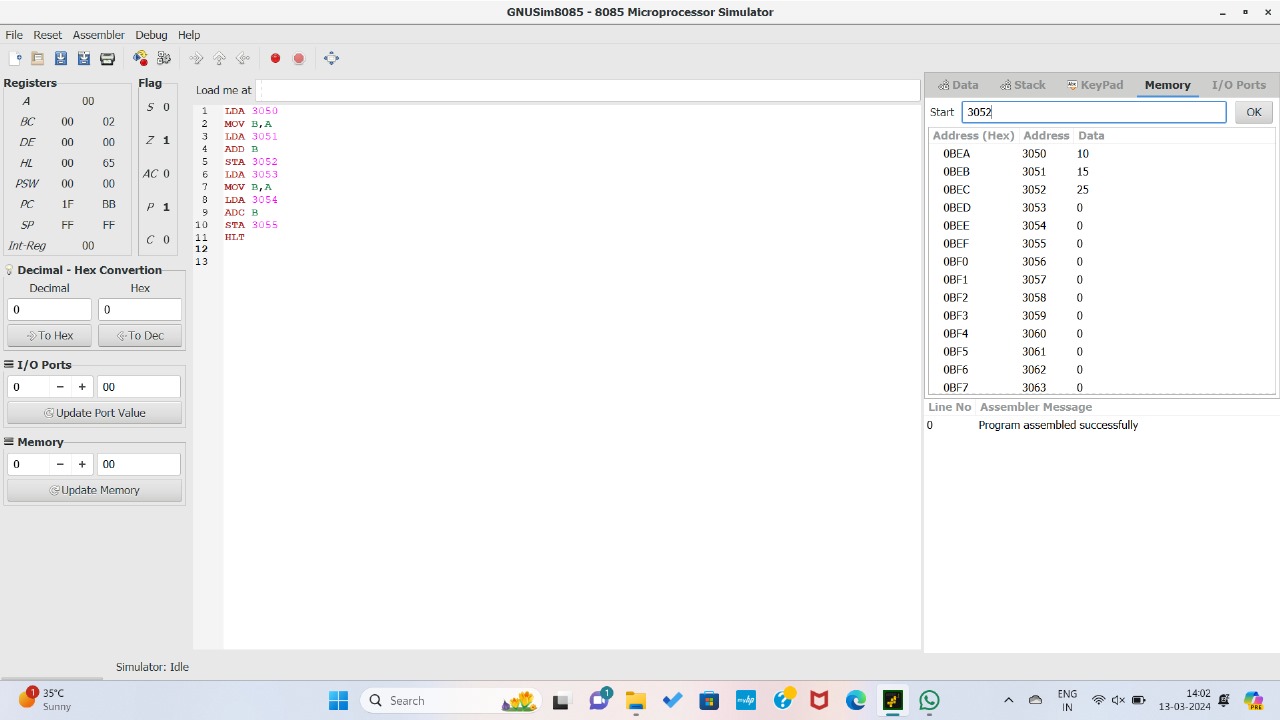 GNUSim8085 - 8085 Microprocessor Simulator
File Reset Assembler Debug Help
Registers
A 00
BC 00 02
DE 00 00
HL 00 65
PSW 00 00
PC 1F BB
SP FF FF
Int-Reg 00
Flag
S 0
Z 1
AC 0
P 1
C 0
Decimal - Hex Convertion
Decimal Hex
0 0
To Hex To Dec
I/O Ports
0 − + 00
Update Port Value
Memory
0 − + 00
Update Memory
Load me at
1 LDA 3050
2 MOV B,A
3 LDA 3051
4 ADD B
5 STA 3052
6 LDA 3053
7 MOV B,A
8 LDA 3054
9 ADC B
10 STA 3055
11 HLT
12
13
Data Stack KeyPad Memory I/O Ports
Start 3052 OK
Address (Hex) Address Data
0BEA 3050 10
0BEB 3051 15
0BEC 3052 25
0BED 3053 0
0BEE 3054 0
0BEF 3055 0
0BF0 3056 0
0BF1 3057 0
0BF2 3058 0
0BF3 3059 0
0BF4 3060 0
0BF5 3061 0
0BF6 3062 0
0BF7 3063 0
Line No Assembler Message
0 Program assembled successfully
Simulator: Idle
1
35°C
Sunny
Search
1
ENG
IN
14:02
13-03-2024
PRE